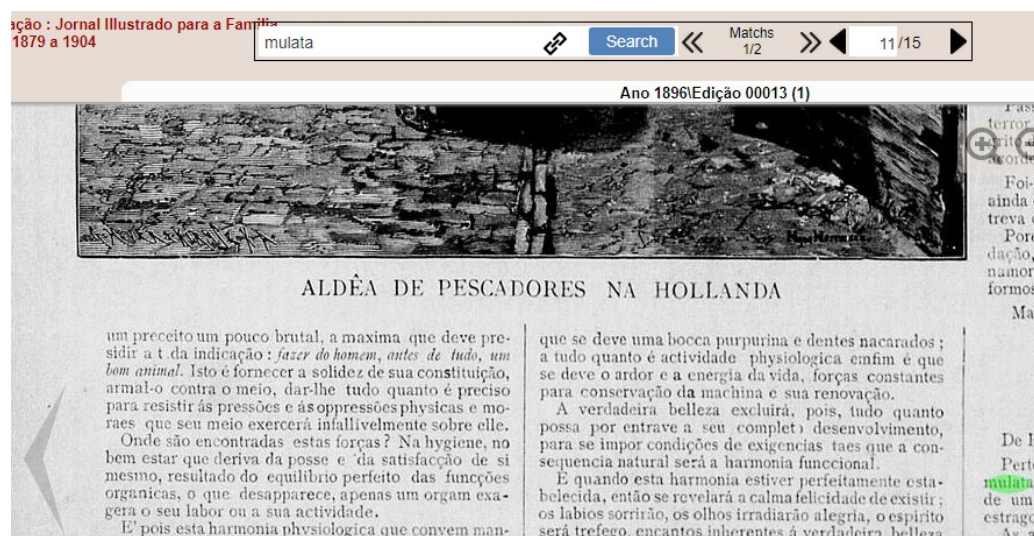 ação : Jornal Illustrado para a Familia
1879 a 1904
mulata
Search
Matchs
1/2
11/15
Ano 1896\Edição 00013 (1)
ALDÊA DE PESCADORES NA HOLLANDA
um preceito um pouco brutal, a maxima que deve pre-
sidir a t.da indicação : fazer do homem, antes de tudo, um
bom animal. Isto é fornecer a solidez de sua constituição,
armal-o contra o meio, dar-lhe tudo quanto é preciso
para resistir ás pressões e ás oppressões physicas e mo-
raes que seu meio exercerá infallivelmente sobre elle.
Onde são encontradas estas forças ? Na hygiene, no
bem estar que deriva da posse e da satisfacção de si
mesmo, resultado do equilibrio perfeito das funcções
organicas, o que desapparece, apenas um orgam exa-
gera o seu labor ou a sua actividade.
E' pois esta harmonia physiologica que convem man-
que se deve uma bocca purpurina e dentes nacarados ;
a tudo quanto é actividade physiologica emfim é que
se deve o ardor e a energia da vida, forças constantes
para conservação da machina e sua renovação.
A verdadeira belleza excluirá, pois, tudo quanto
possa por entrave a seu complet) desenvolvimento,
para se impor condições de exigencias taes que a con-
sequencia natural será a harmonia funccional.
E quando esta harmonia estiver perfeitamente esta-
belecida, então se revelará a calma felicidade de existir ;
os labios sorrirão, os olhos irradiarão alegria, o espirito
será trefego, encantos inherentes á verdadeira belleza
terror
acorde
Foi-
ainda
treva
Pore
dação,
namor
formos
Ma
De
Perto
mulata
de um
estrago
As